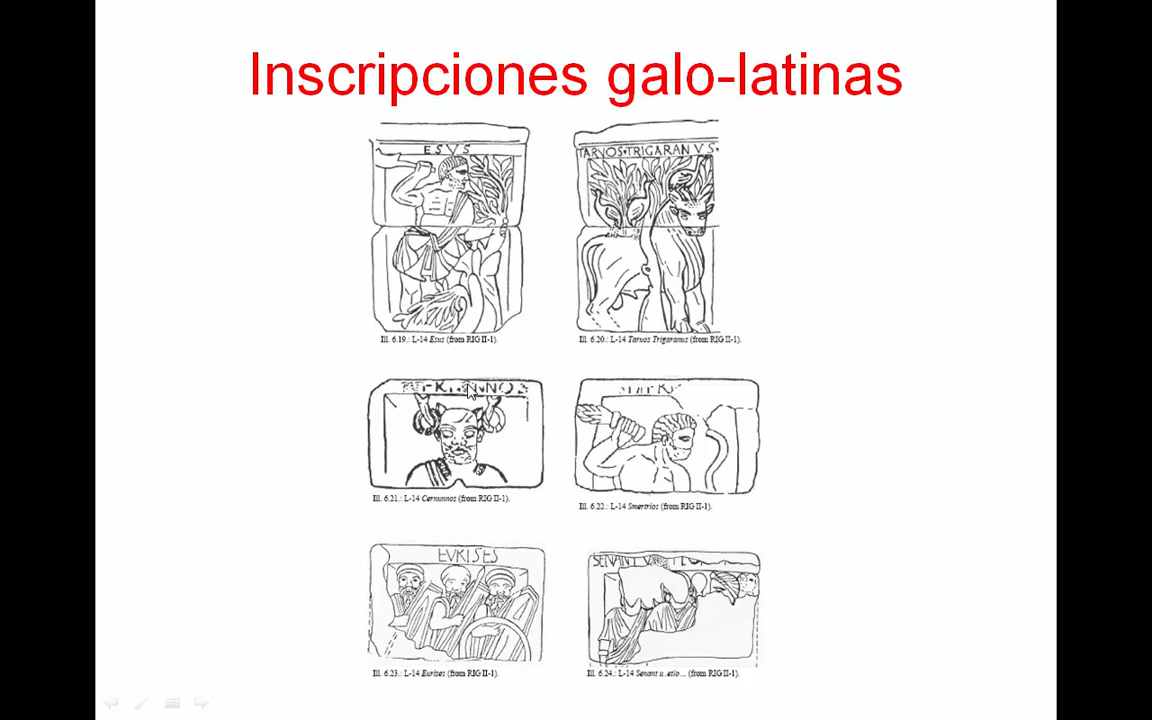 Inscripciones galo-latinas
ESVS
TARVOS•TRIGARANVS•
Ill. 6.19.: L-14 Esus (from RIG II-1).
Ill. 6.20.: L-14 Taruos Trigaranus (from RIG II-1).
Ill. 6.21.: L-14 Cernunnos (from RIG II-1).
Ill. 6.22.: L-14 Smertrios (from RIG II-1).
EVRISES
Ill. 6.23.: L-14 Eurises (from RIG II-1).
Ill. 6.24.: L-14 Senant u..etlo... (from RIG II-1).